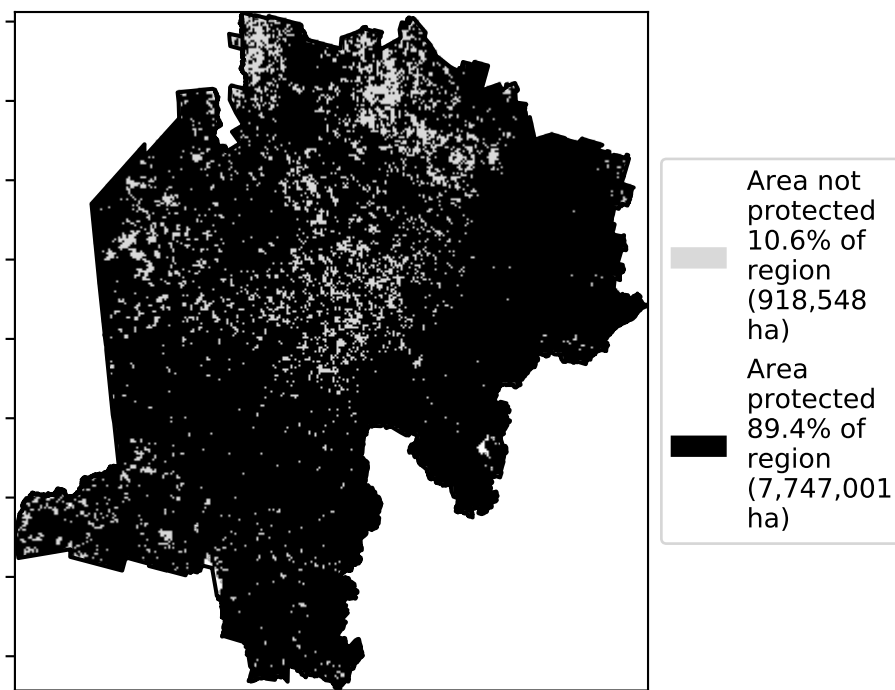 Area not
protected
10.6% of
region
(918,548
ha)
Area
protected
89.4% of
region
(7,747,001
ha)